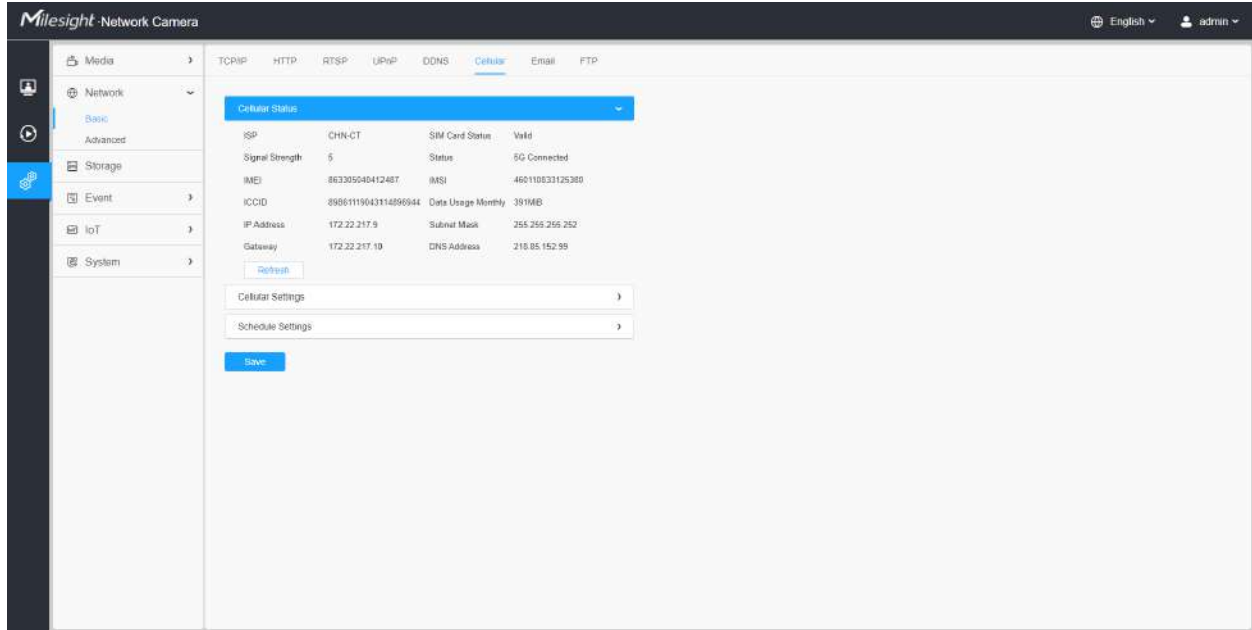 Milesight -Network Camera English admin
Media
Network
Basic
Advanced
Storage
Event
IoT
System
TCP/IP HTTP RTSP UPnP DDNS Cellular Email FTP
Cellular Status
ISP CHN-CT SIM Card Status Valid
Signal Strength 5 Status 5G Connected
IMEI 863305040412487 IMSI 460110833125380
ICCID 89861119043114896944 Data Usage Monthly 391MiB
IP Address 172.22.217.9 Subnet Mask 255.255.255.252
Gateway 172.22.217.10 DNS Address 218.85.152.99
Refresh
Cellular Settings
Schedule Settings
Save